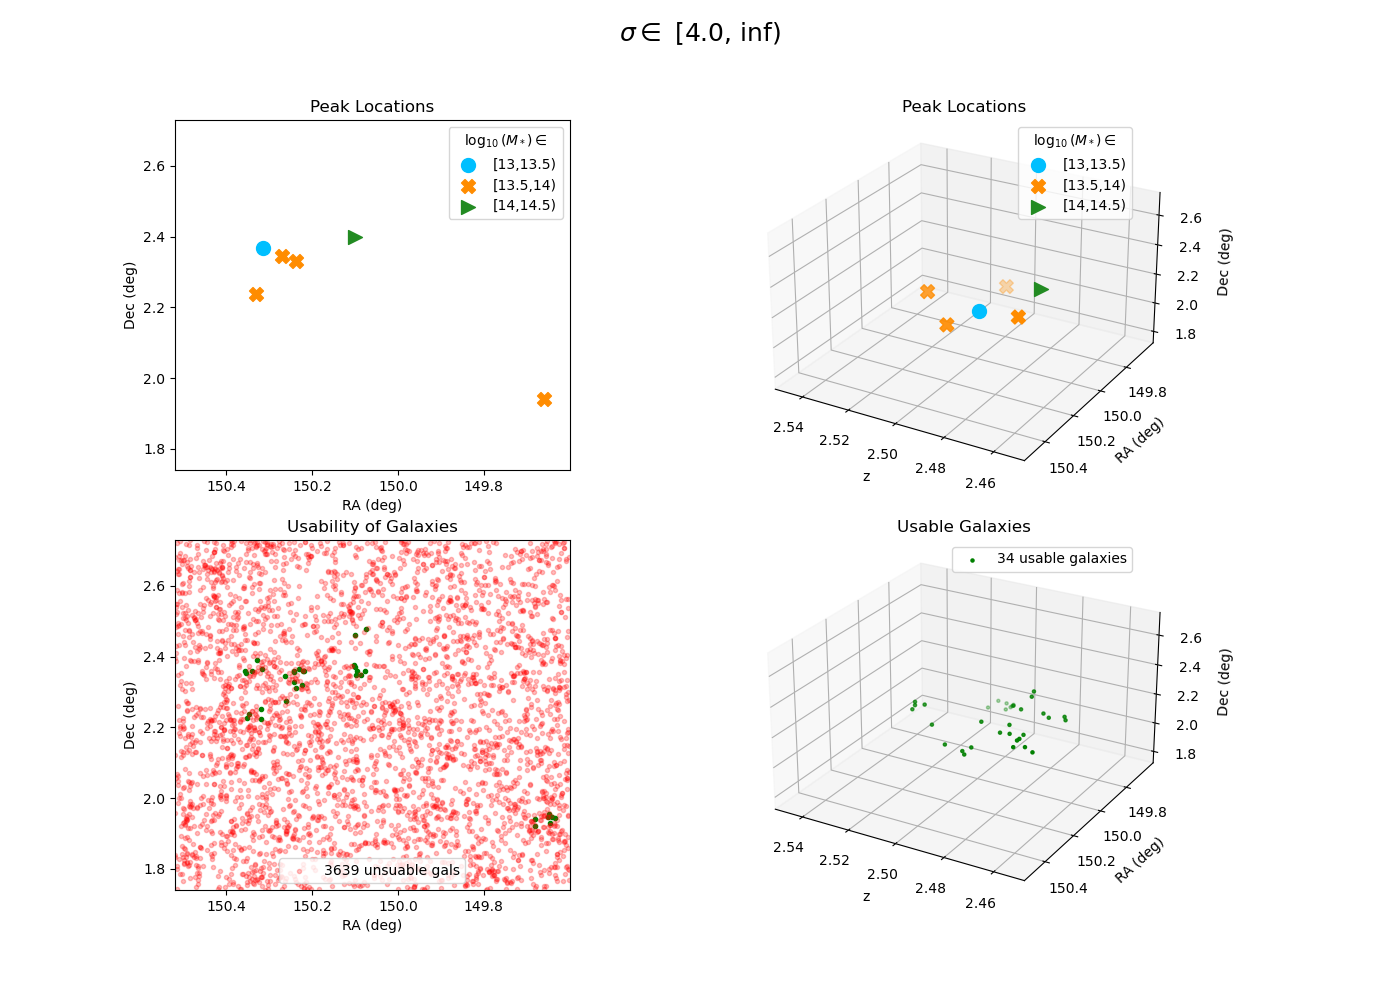 σ ∈ [4.0, inf)
Peak Locations
log₁₀(M*) ∈
[13,13.5)
[13.5,14)
[14,14.5)
2.6
2.4
2.2
2.0
1.8
Dec (deg)
150.4 150.2 150.0 149.8
RA (deg)
Peak Locations
log₁₀(M*) ∈
[13,13.5)
[13.5,14)
[14,14.5)
2.6
2.4
2.2
2.0
1.8
Dec (deg)
149.8
150.0
150.2
150.4
RA (deg)
2.54
2.52
2.50
2.48
2.46
z
Usability of Galaxies
2.6
2.4
2.2
2.0
1.8
Dec (deg)
3639 unsuable gals
150.4 150.2 150.0 149.8
RA (deg)
Usable Galaxies
34 usable galaxies
2.6
2.4
2.2
2.0
1.8
Dec (deg)
149.8
150.0
150.2
150.4
RA (deg)
2.54
2.52
2.50
2.48
2.46
z